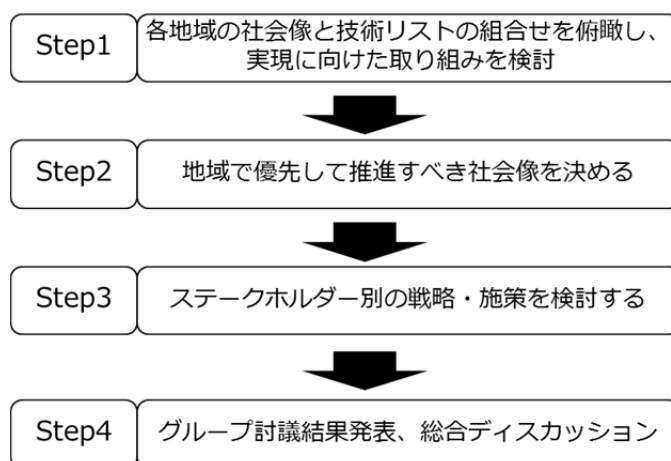 Step1
各地域の社会像と技術リストの組合せを俯瞰し、
実現に向けた取り組みを検討
Step2
地域で優先して推進すべき社会像を決める
Step3
ステークホルダー別の戦略・施策を検討する
Step4
グループ討議結果発表、総合ディスカッション